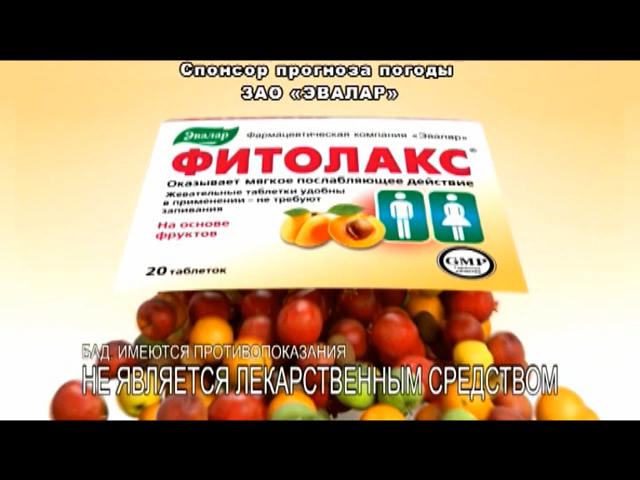 Спонсор прогноза погоды
ЗАО «ЭВАЛАР»
Эвалар
Фармацевтическая компания «Эвалар»
ФИТОЛАКС®
Оказывает мягкое послабляющее действие
Жевательные таблетки удобны
в применении – не требуют
запивания
На основе
фруктов
20 таблеток
GMP
БАД. ИМЕЮТСЯ ПРОТИВОПОКАЗАНИЯ
НЕ ЯВЛЯЕТСЯ ЛЕКАРСТВЕННЫМ СРЕДСТВОМ